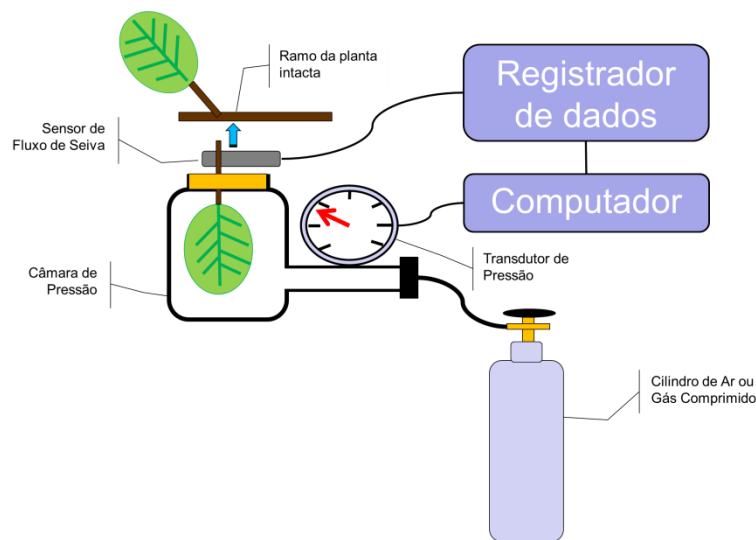 Ramo da planta
intacta
Registrador
de dados
Sensor de
Fluxo de Seiva
Computador
Transdutor de
Pressão
Câmara de
Pressão
Cilindro de Ar ou
Gás Comprimido